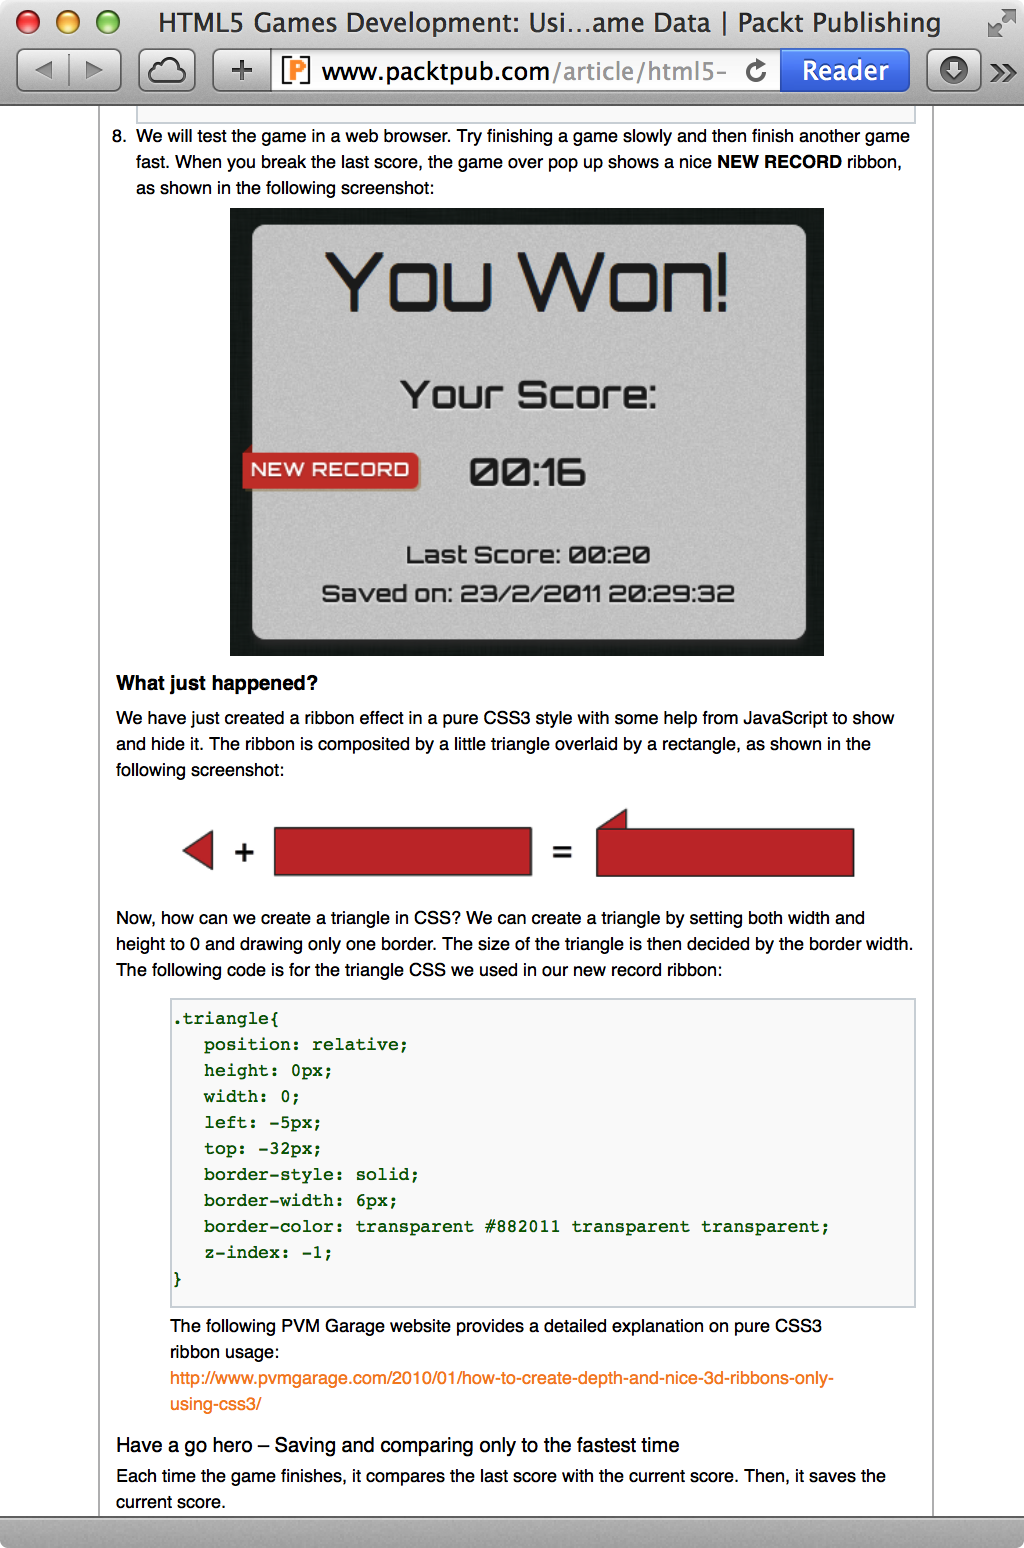 HTML5 Games Development: Usi...ame Data | Packt Publishing
www.packtpub.com/article/html5-
Reader
8. We will test the game in a web browser. Try finishing a game slowly and then finish another game
fast. When you break the last score, the game over pop up shows a nice NEW RECORD ribbon,
as shown in the following screenshot:
You Won!
Your Score:
NEW RECORD
00:16
Last Score: 00:20
Saved on: 23/2/2011 20:29:32
What just happened?
We have just created a ribbon effect in a pure CSS3 style with some help from JavaScript to show
and hide it. The ribbon is composited by a little triangle overlaid by a rectangle, as shown in the
following screenshot:
+ =
Now, how can we create a triangle in CSS? We can create a triangle by setting both width and
height to 0 and drawing only one border. The size of the triangle is then decided by the border width.
The following code is for the triangle CSS we used in our new record ribbon:
.triangle{
position: relative;
height: 0px;
width: 0;
left: -5px;
top: -32px;
border-style: solid;
border-width: 6px;
border-color: transparent #882011 transparent transparent;
z-index: -1;
}
The following PVM Garage website provides a detailed explanation on pure CSS3
ribbon usage:
http://www.pvmgarage.com/2010/01/how-to-create-depth-and-nice-3d-ribbons-only-
using-css3/
Have a go hero – Saving and comparing only to the fastest time
Each time the game finishes, it compares the last score with the current score. Then, it saves the
current score.